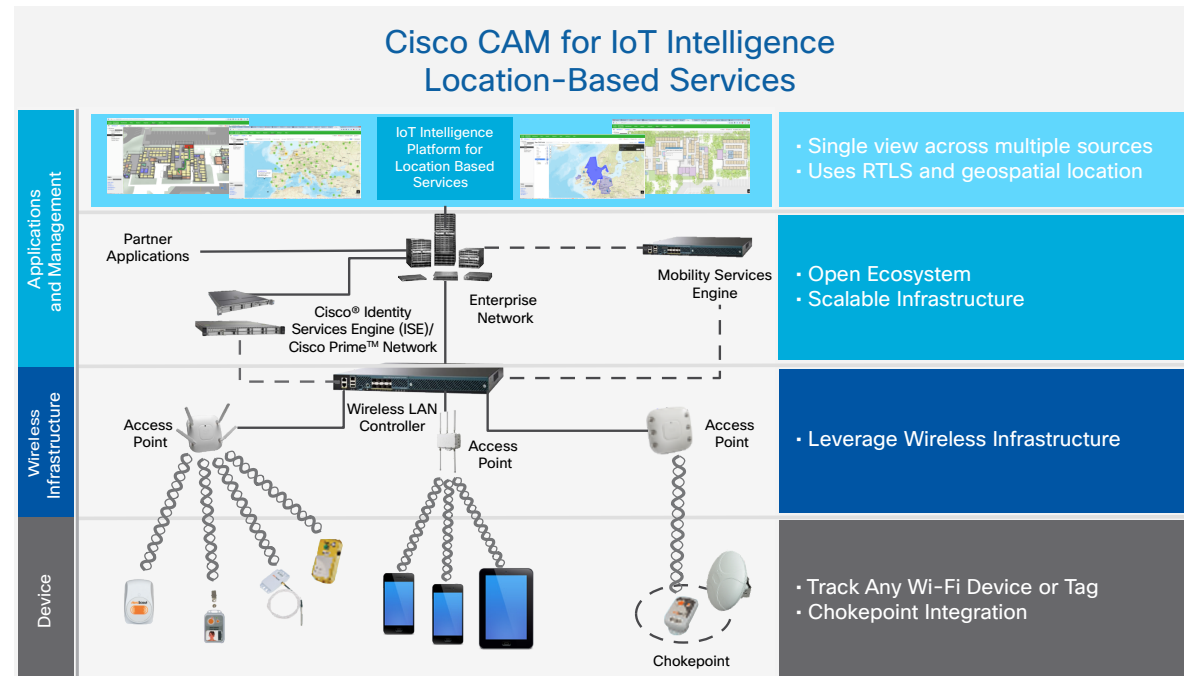 Cisco CAM for IoT Intelligence
Location-Based Services
Applications
and Management
IoT Intelligence
Platform for
Location Based
Services
· Single view across multiple sources
· Uses RTLS and geospatial location
Partner
Applications
Mobility Services
Engine
Enterprise
Network
Cisco® Identity
Services Engine (ISE)/
Cisco Prime™ Network
· Open Ecosystem
· Scalable Infrastructure
Wireless
Infrastructure
Wireless LAN
Controller
Access
Point
Access
Point
Access
Point
· Leverage Wireless Infrastructure
Device
Chokepoint
· Track Any Wi-Fi Device or Tag
· Chokepoint Integration